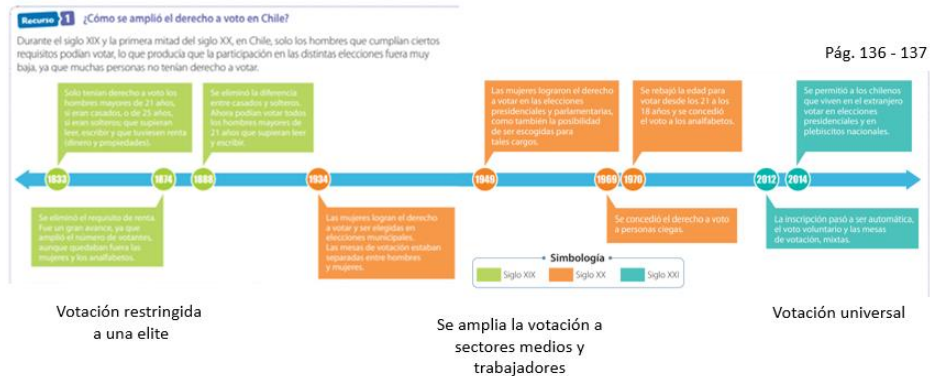 Recurso 1 ¿Cómo se amplió el derecho a voto en Chile?
Durante el siglo XIX y la primera mitad del siglo XX, en Chile, solo los hombres que cumplían ciertos
requisitos podían votar, lo que producía que la participación en las distintas elecciones fuera muy
baja, ya que muchas personas no tenían derecho a votar.
Pág. 136 - 137
Solo tenían derecho a voto los
hombres mayores de 21 años,
si eran casados, o de 25 años,
si eran solteros; que supieran
leer, escribir y que tuviesen renta
(dinero y propiedades).
Se eliminó la diferencia
entre casados y solteros.
Ahora podían votar todos
los hombres mayores de
21 años que supieran leer
y escribir.
Las mujeres lograron el derecho
a votar en las elecciones
presidenciales y parlamentarias,
como también la posibilidad
de ser escogidas para
tales cargos.
Se rebajó la edad para
votar desde los 21 a los
18 años y se concedió
el voto a los analfabetos.
Se permitió a los chilenos
que viven en el extranjero
votar en elecciones
presidenciales y en
plebiscitos nacionales.
1833
1874
1888
1934
1949
1969
1970
2012
2014
Se eliminó el requisito de renta.
Fue un gran avance, ya que
amplió el número de votantes,
aunque quedaban fuera las
mujeres y los analfabetos.
Las mujeres logran el derecho
a votar y ser elegidas en
elecciones municipales.
Las mesas de votación estaban
separadas entre hombres
y mujeres.
Se concedió el derecho a voto
a personas ciegas.
La inscripción pasó a ser automática,
el voto voluntario y las mesas
de votación, mixtas.
Simbología
Siglo XIX
Siglo XX
Siglo XXI
Votación restringida
a una elite
Se amplia la votación a
sectores medios y
trabajadores
Votación universal